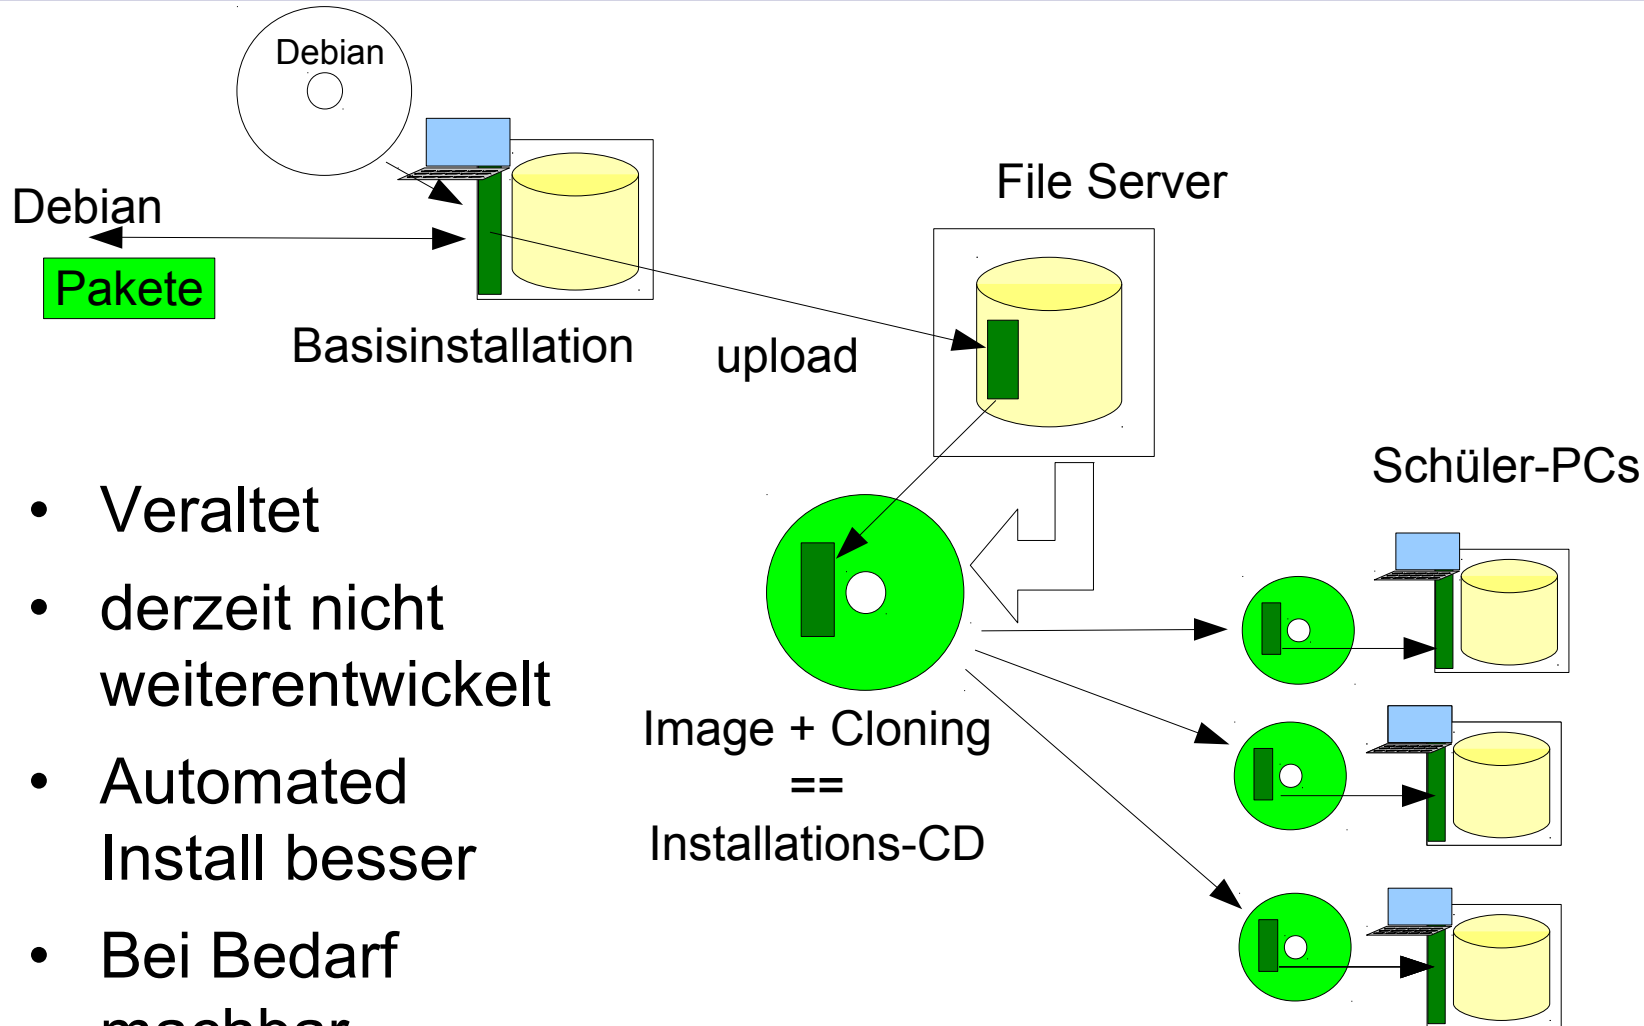 Debian
Debian
Pakete
Basisinstallation
upload
File Server
Schüler-PCs
Image + Cloning
==
Installations-CD
• Veraltet
• derzeit nicht
weiterentwickelt
• Automated
Install besser
• Bei Bedarf
machbar